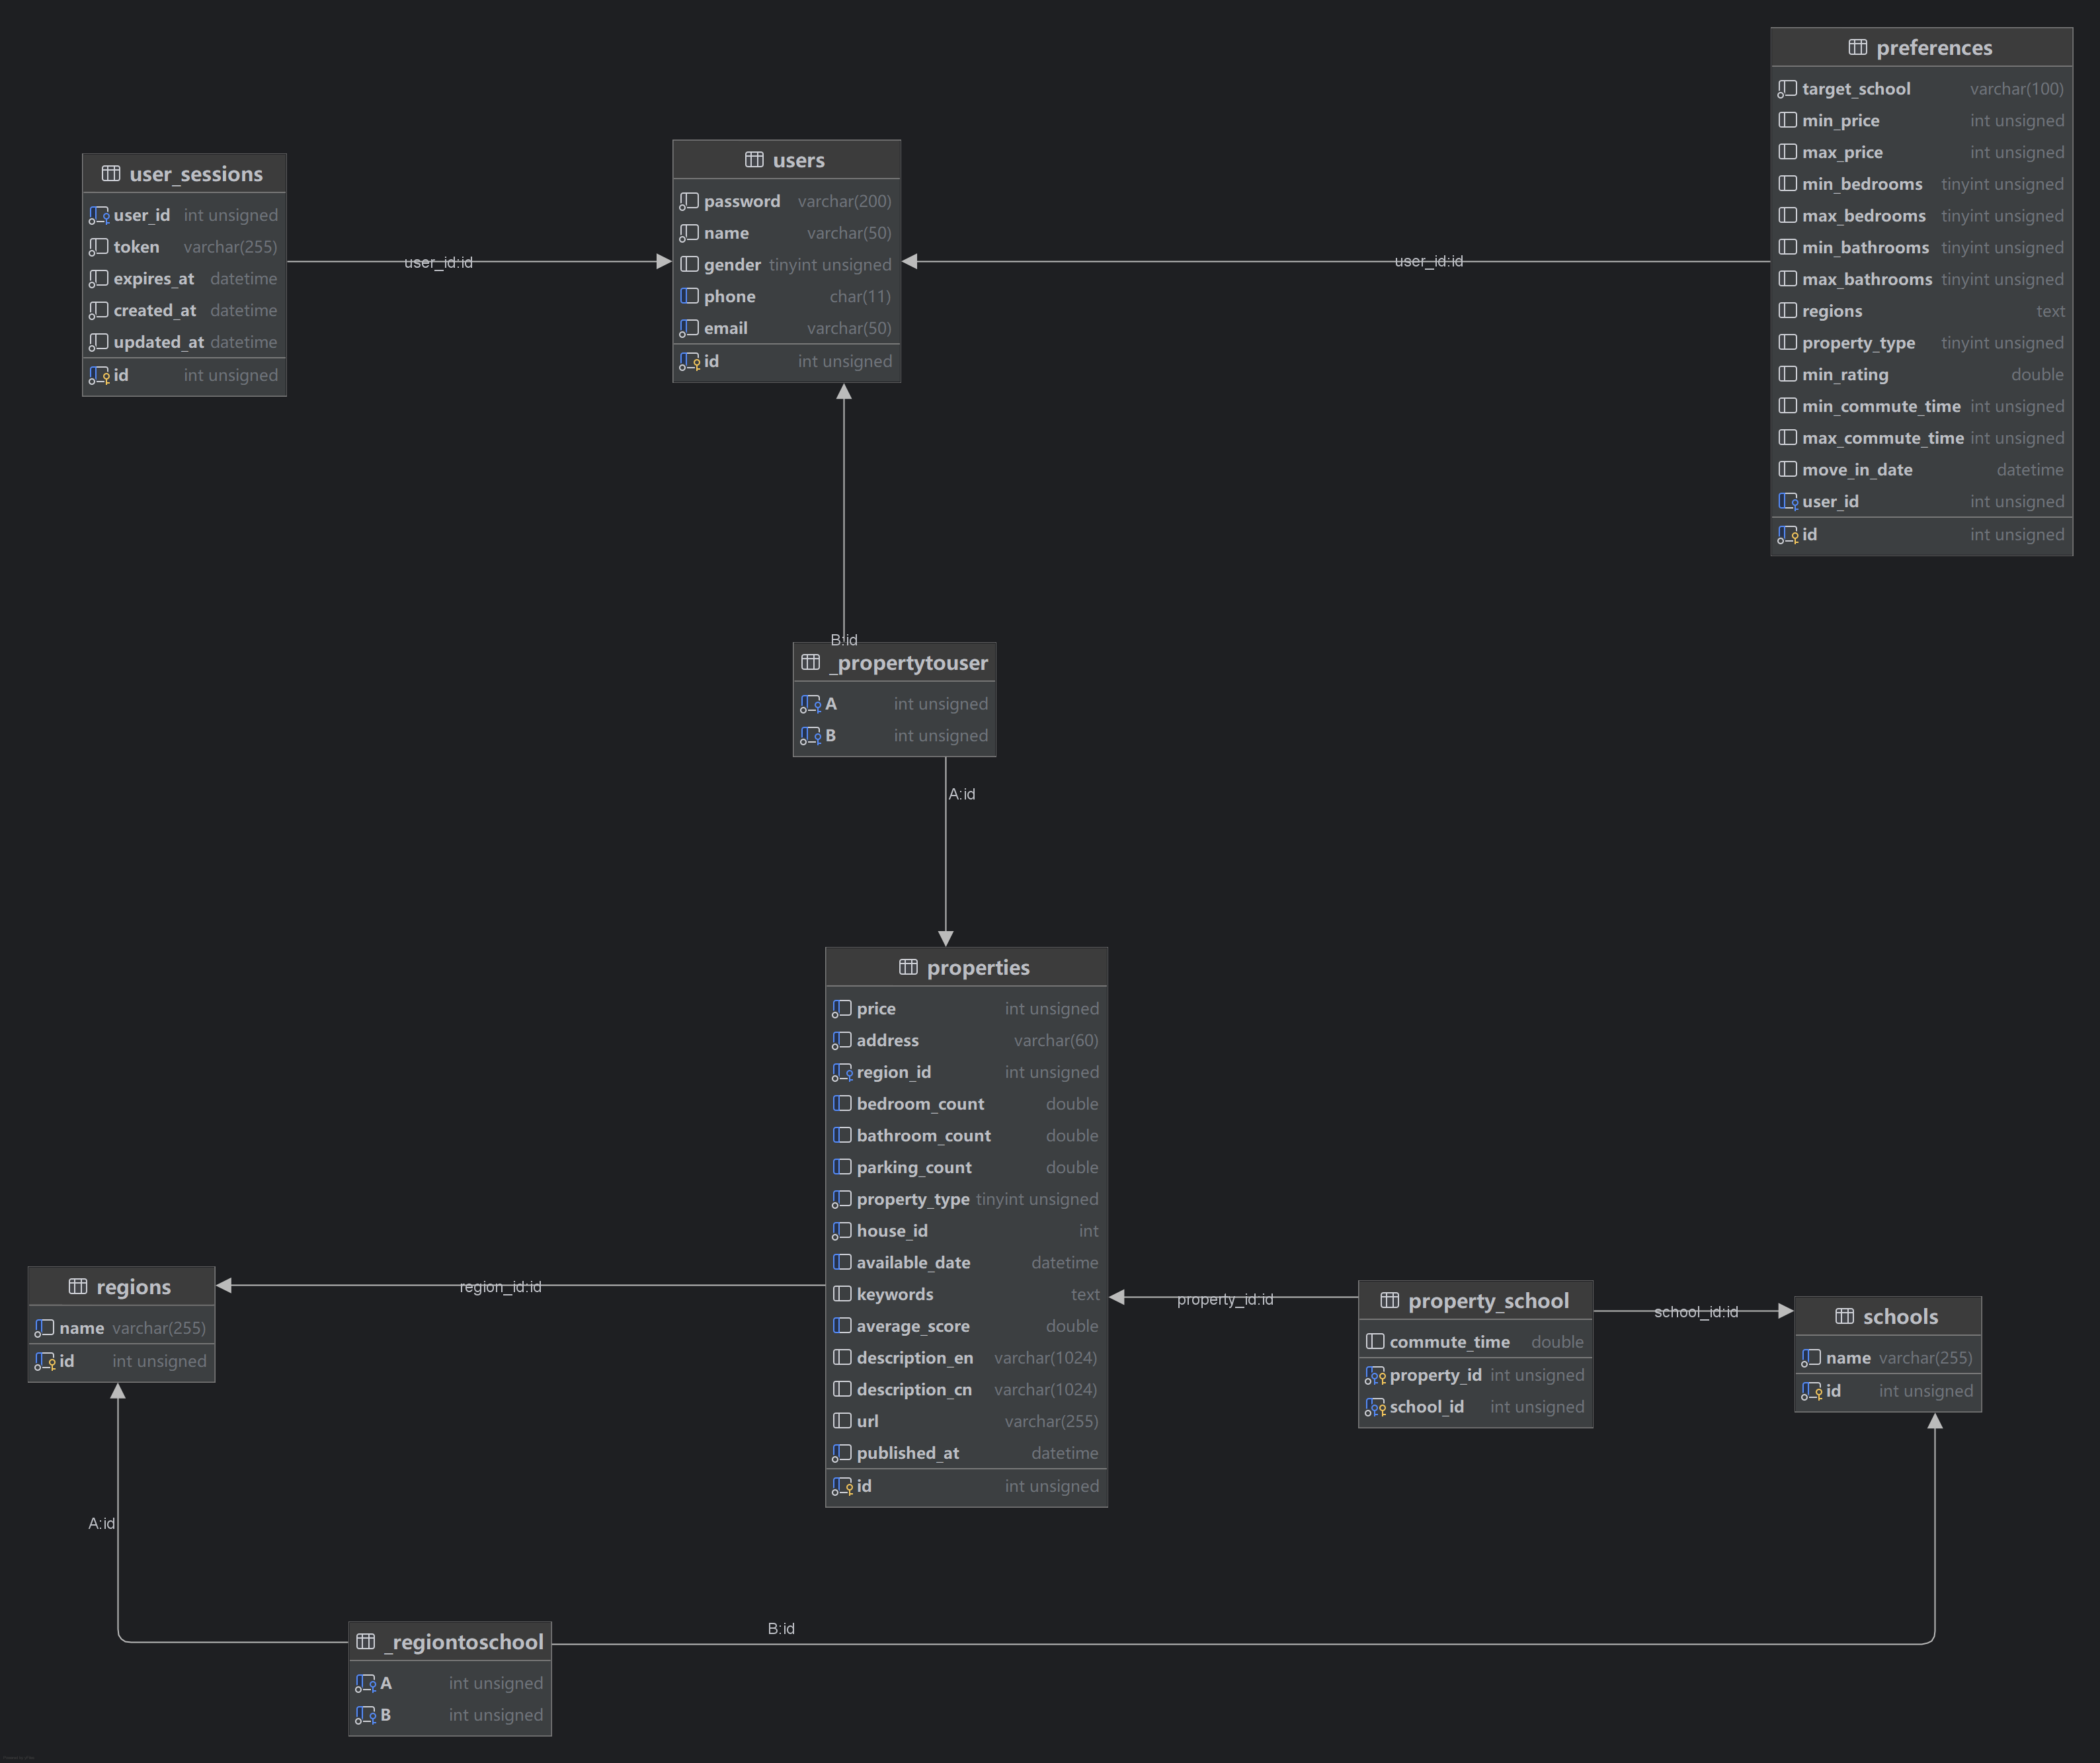 preferences
target_school varchar(100)
min_price int unsigned
max_price int unsigned
min_bedrooms tinyint unsigned
max_bedrooms tinyint unsigned
min_bathrooms tinyint unsigned
max_bathrooms tinyint unsigned
regions text
property_type tinyint unsigned
min_rating double
min_commute_time int unsigned
max_commute_time int unsigned
move_in_date datetime
user_id int unsigned
id int unsigned
users
password varchar(200)
name varchar(50)
gender tinyint unsigned
phone char(11)
email varchar(50)
id int unsigned
user_sessions
user_id int unsigned
token varchar(255)
expires_at datetime
created_at datetime
updated_at datetime
id int unsigned
user_id:id
user_id:id
B:id
_propertytouser
A int unsigned
B int unsigned
A:id
properties
price int unsigned
address varchar(60)
region_id int unsigned
bedroom_count double
bathroom_count double
parking_count double
property_type tinyint unsigned
house_id int
available_date datetime
keywords text
average_score double
description_en varchar(1024)
description_cn varchar(1024)
url varchar(255)
published_at datetime
id int unsigned
regions
name varchar(255)
id int unsigned
region_id:id
property_id:id
property_school
commute_time double
property_id int unsigned
school_id int unsigned
school_id:id
schools
name varchar(255)
id int unsigned
A:id
B:id
_regiontoschool
A int unsigned
B int unsigned